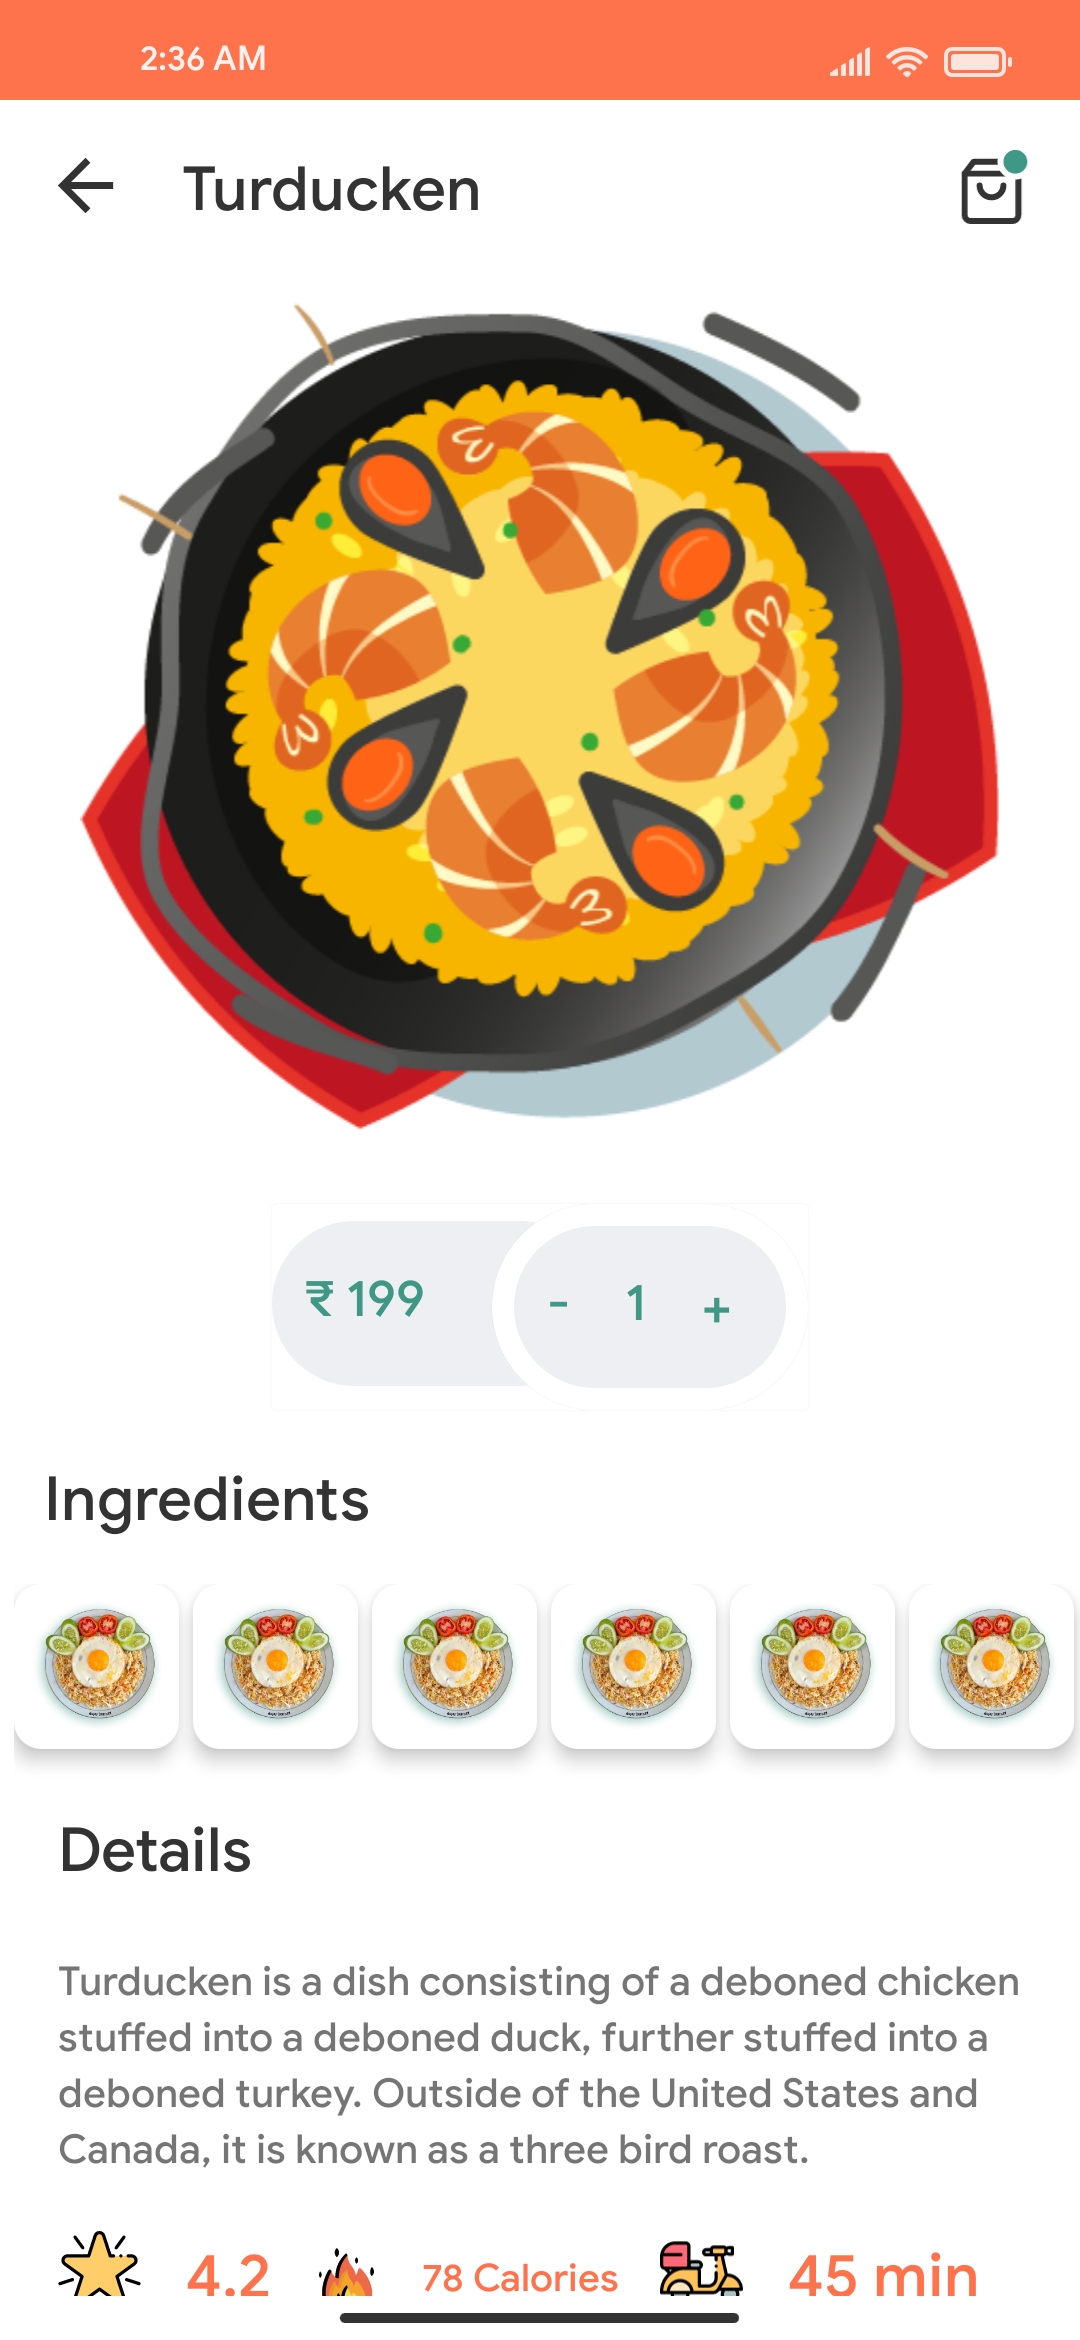 2:36 AM
Turducken
₹ 199
- 1 +
Ingredients
Details
Turducken is a dish consisting of a deboned chicken
stuffed into a deboned duck, further stuffed into a
deboned turkey. Outside of the United States and
Canada, it is known as a three bird roast.
4.2
78 Calories
45 min